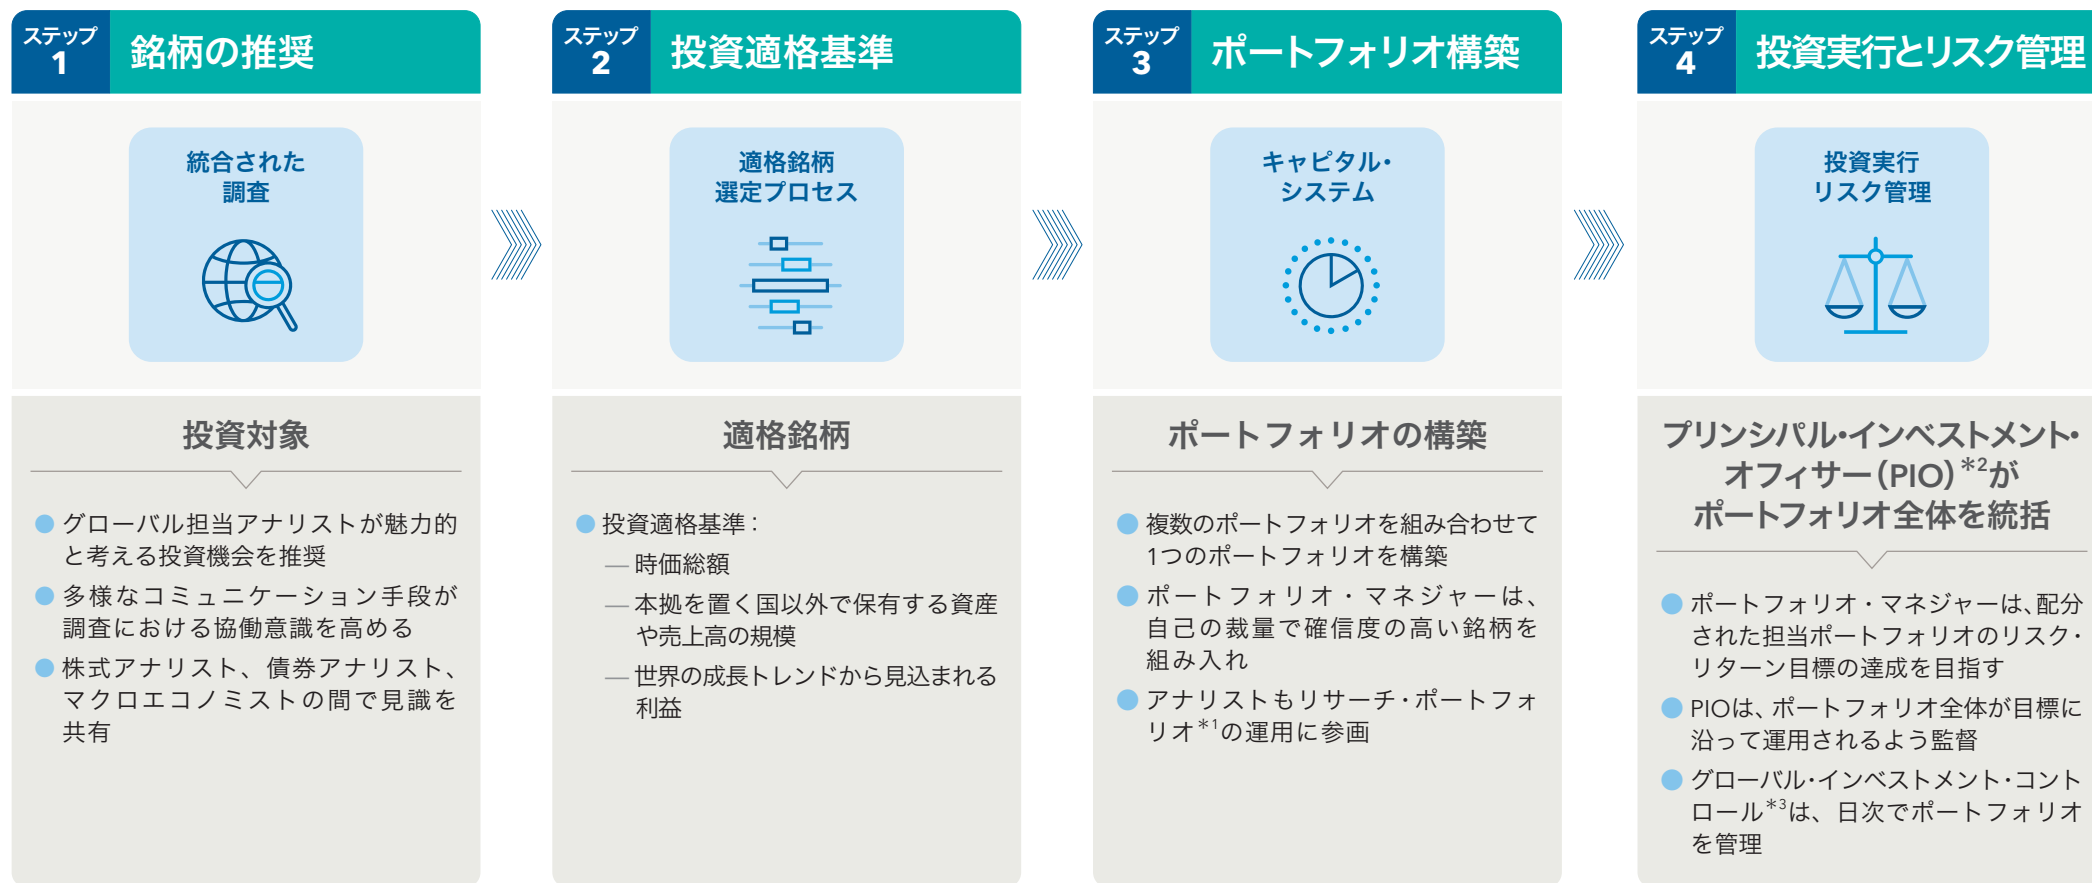 ステップ
1
銘柄の推奨
統合された
調査
投資対象
● グローバル担当アナリストが魅力的
と考える投資機会を推奨
● 多様なコミュニケーション手段が
調査における協働意識を高める
● 株式アナリスト、債券アナリスト、
マクロエコノミストの間で見識を
共有
ステップ
2
投資適格基準
適格銘柄
選定プロセス
適格銘柄
● 投資適格基準：
— 時価総額
— 本拠を置く国以外で保有する資産
や売上高の規模
— 世界の成長トレンドから見込まれる
利益
ステップ
3
ポートフォリオ構築
キャピタル・
システム
ポートフォリオの構築
● 複数のポートフォリオを組み合わせて
1つのポートフォリオを構築
● ポートフォリオ・マネジャーは、
自己の裁量で確信度の高い銘柄を
組み入れ
● アナリストもリサーチ・ポートフォ
リオ＊1の運用に参画
ステップ
4
投資実行とリスク管理
投資実行
リスク管理
プリンシパル・インベストメント・
オフィサー（PIO）＊2が
ポートフォリオ全体を統括
● ポートフォリオ・マネジャーは、配分
された担当ポートフォリオのリスク・
リターン目標の達成を目指す
● PIOは、ポートフォリオ全体が目標に
沿って運用されるよう監督
● グローバル・インベストメント・コント
ロール＊3は、日次でポートフォリオ
を管理